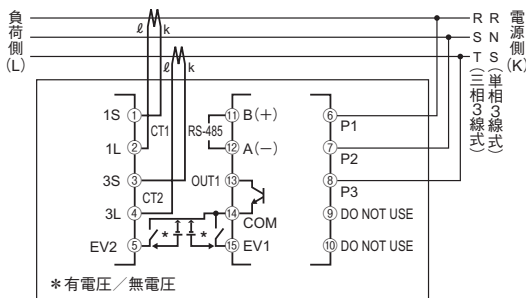 負荷側(L)
電源側(K)
R R
S N
T S
(三相3線式)
(単相3線式)
ℓ k
ℓ k
1S ① CT1
1L ②
3S ③ CT2
3L ④
EV2 ⑤
RS-485
⑪ B(+)
⑫ A(−)
OUT1 ⑬
⑭ COM
⑮ EV1
* *
⑥ P1
⑦ P2
⑧ P3
⑨ DO NOT USE
⑩ DO NOT USE
*有電圧/無電圧